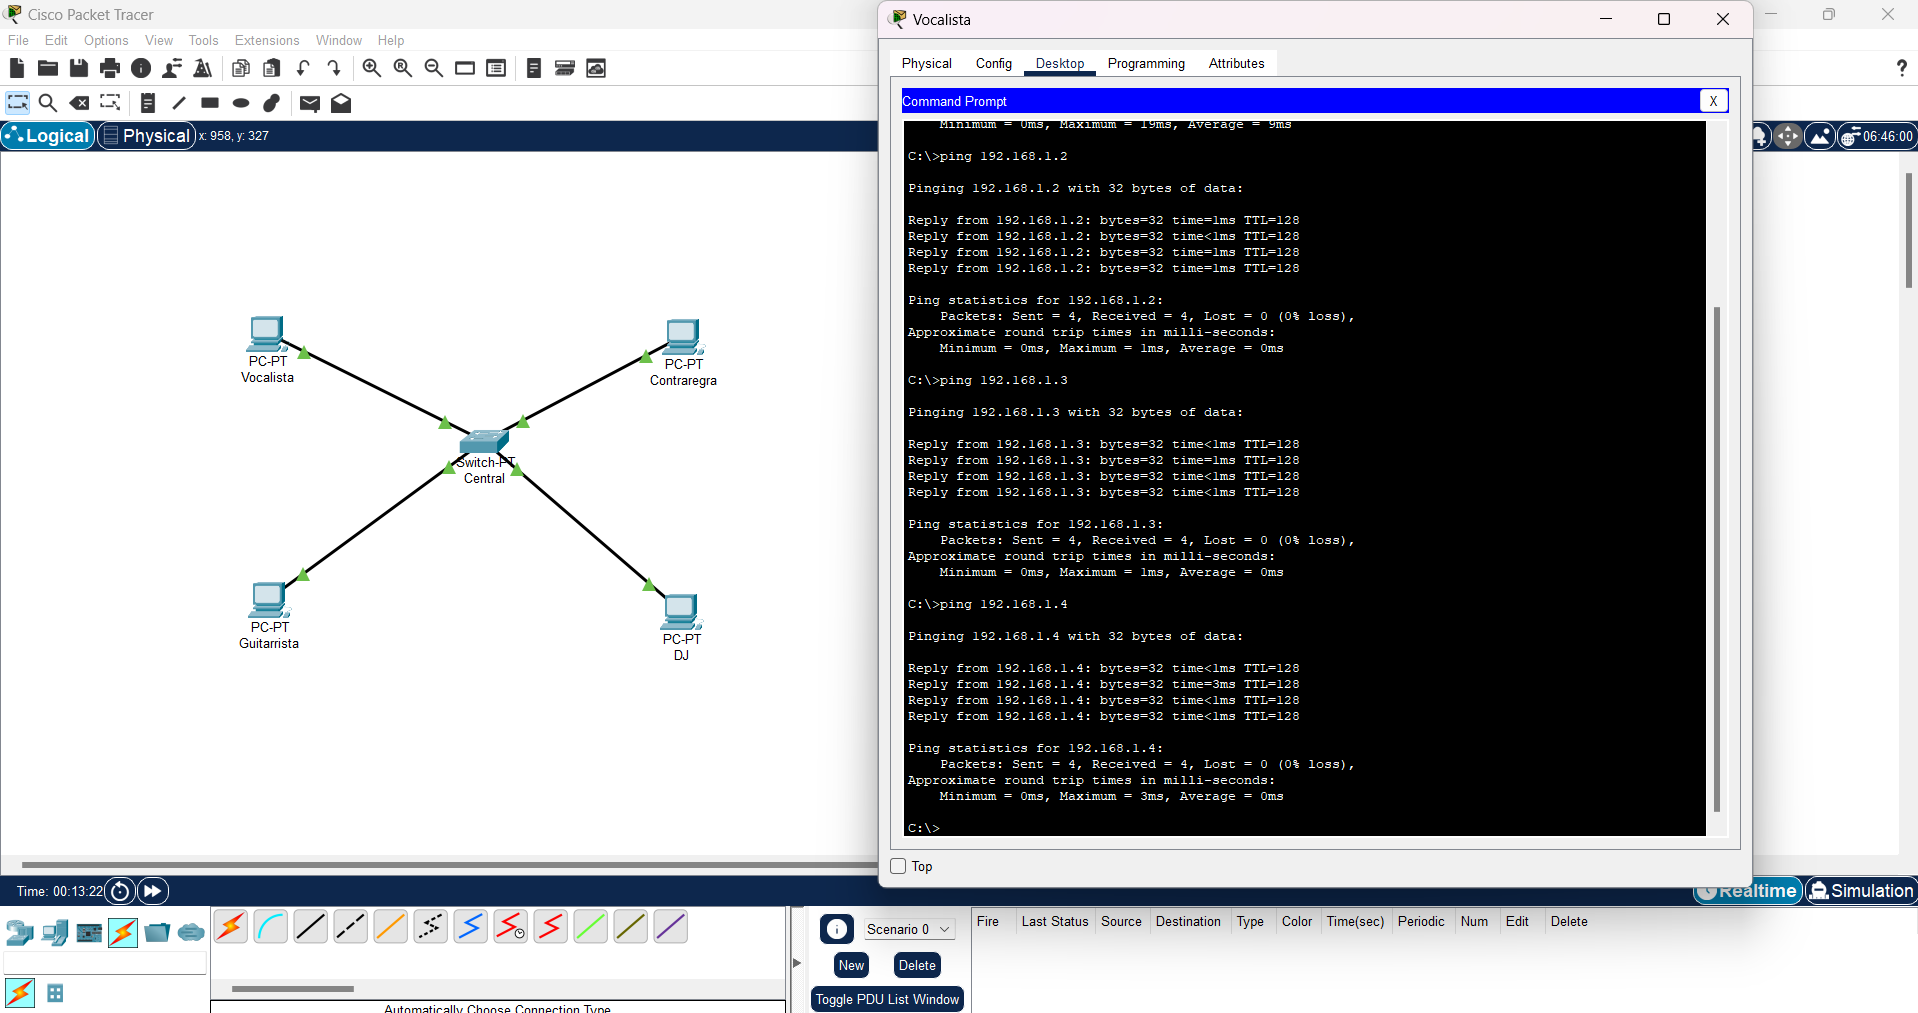 Cisco Packet Tracer
File Edit Options View Tools Extensions Window Help
?
Logical Physical x: 958, y: 327
06:46:00
PC-PT
Vocalista
PC-PT
Contraregra
Switch-PT
Central
PC-PT
Guitarrista
PC-PT
DJ
Vocalista
Physical Config Desktop Programming Attributes
Command Prompt
X
Minimum = 0ms, Maximum = 19ms, Average = 9ms
C:\>ping 192.168.1.2
Pinging 192.168.1.2 with 32 bytes of data:
Reply from 192.168.1.2: bytes=32 time=1ms TTL=128
Reply from 192.168.1.2: bytes=32 time<1ms TTL=128
Reply from 192.168.1.2: bytes=32 time=1ms TTL=128
Reply from 192.168.1.2: bytes=32 time=1ms TTL=128
Ping statistics for 192.168.1.2:
Packets: Sent = 4, Received = 4, Lost = 0 (0% loss),
Approximate round trip times in milli-seconds:
Minimum = 0ms, Maximum = 1ms, Average = 0ms
C:\>ping 192.168.1.3
Pinging 192.168.1.3 with 32 bytes of data:
Reply from 192.168.1.3: bytes=32 time<1ms TTL=128
Reply from 192.168.1.3: bytes=32 time=1ms TTL=128
Reply from 192.168.1.3: bytes=32 time<1ms TTL=128
Reply from 192.168.1.3: bytes=32 time<1ms TTL=128
Ping statistics for 192.168.1.3:
Packets: Sent = 4, Received = 4, Lost = 0 (0% loss),
Approximate round trip times in milli-seconds:
Minimum = 0ms, Maximum = 1ms, Average = 0ms
C:\>ping 192.168.1.4
Pinging 192.168.1.4 with 32 bytes of data:
Reply from 192.168.1.4: bytes=32 time<1ms TTL=128
Reply from 192.168.1.4: bytes=32 time=3ms TTL=128
Reply from 192.168.1.4: bytes=32 time<1ms TTL=128
Reply from 192.168.1.4: bytes=32 time<1ms TTL=128
Ping statistics for 192.168.1.4:
Packets: Sent = 4, Received = 4, Lost = 0 (0% loss),
Approximate round trip times in milli-seconds:
Minimum = 0ms, Maximum = 3ms, Average = 0ms
C:\>
Top
Time: 00:13:22
Realtime Simulation
Scenario 0
New Delete
Toggle PDU List Window
Fire Last Status Source Destination Type Color Time(sec) Periodic Num Edit Delete
Automatically Choose Connection Type